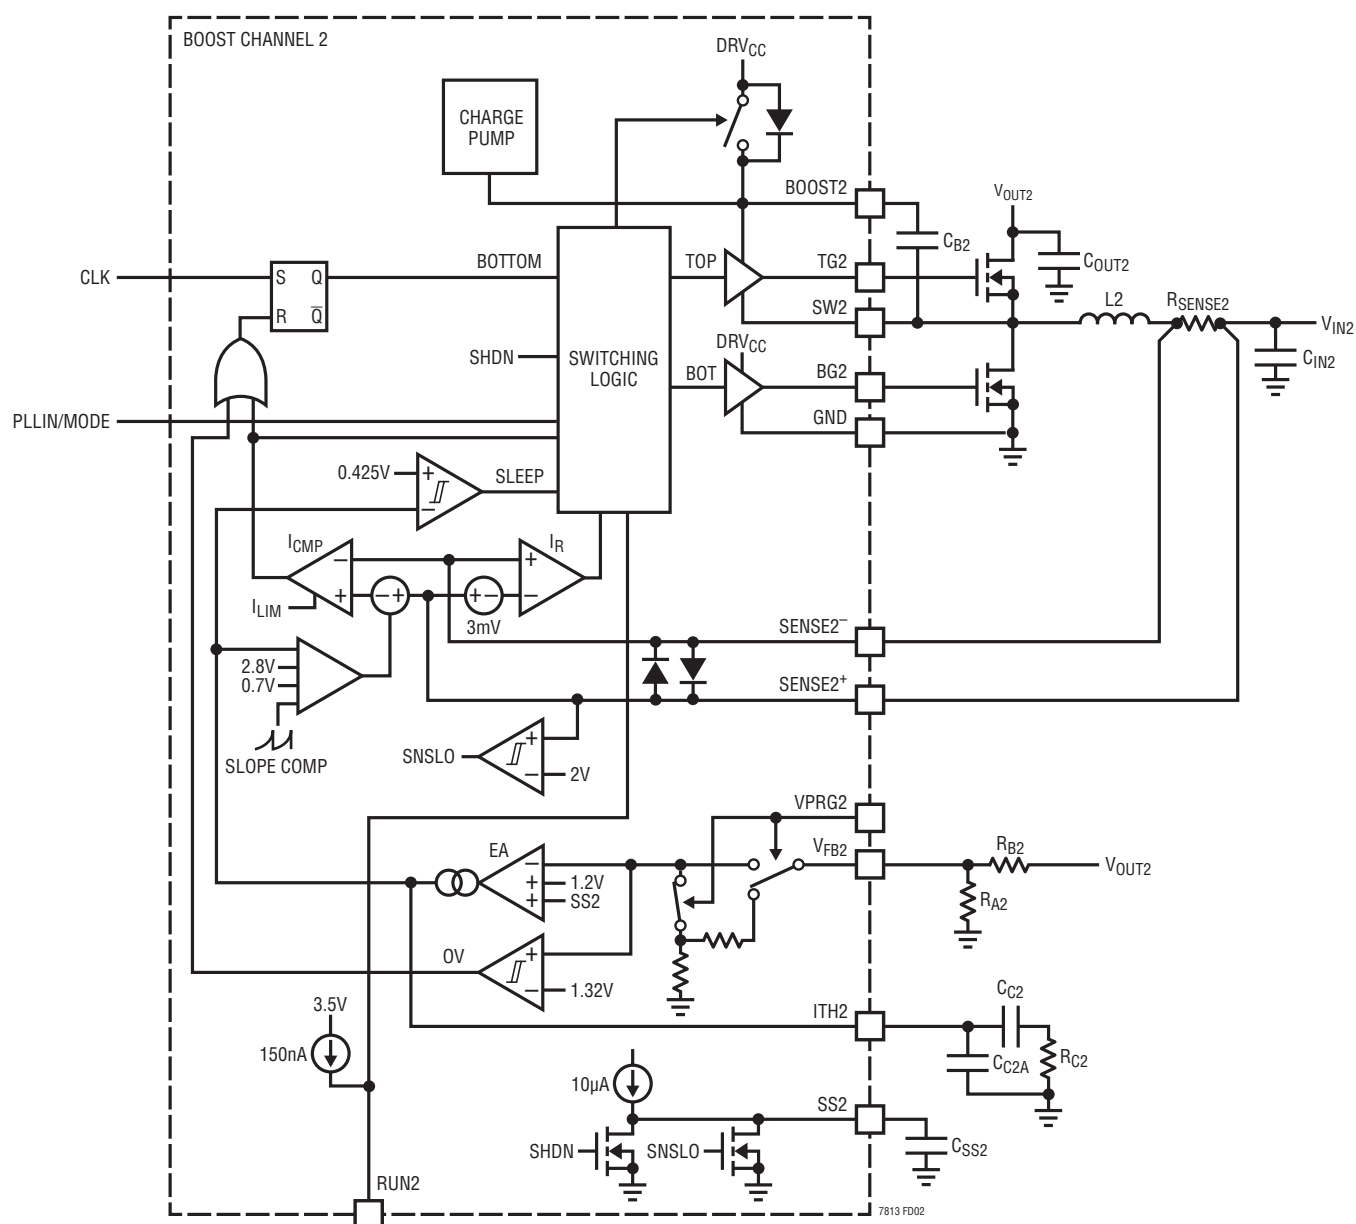 BOOST CHANNEL 2
DRVCC
CHARGE
PUMP
BOOST2
VOUT2
CB2
COUT2
CLK
S Q
R Q̅
BOTTOM
TOP
TG2
SW2
L2
RSENSE2
VIN2
CIN2
SHDN
SWITCHING
LOGIC
DRVCC
BOT
BG2
GND
PLLIN/MODE
0.425V
+
−
SLEEP
ICMP
−
+
ILIM
− +
+ −
3mV
IR
+
−
SENSE2−
SENSE2+
2.8V
0.7V
SLOPE COMP
SNSLO
+
−
2V
VPRG2
VFB2
RB2
VOUT2
RA2
EA
−
+
+
1.2V
SS2
OV
+
−
1.32V
ITH2
CC2
CC2A
RC2
3.5V
150nA
10µA
SS2
CSS2
SHDN
SNSLO
RUN2
7813 FD02